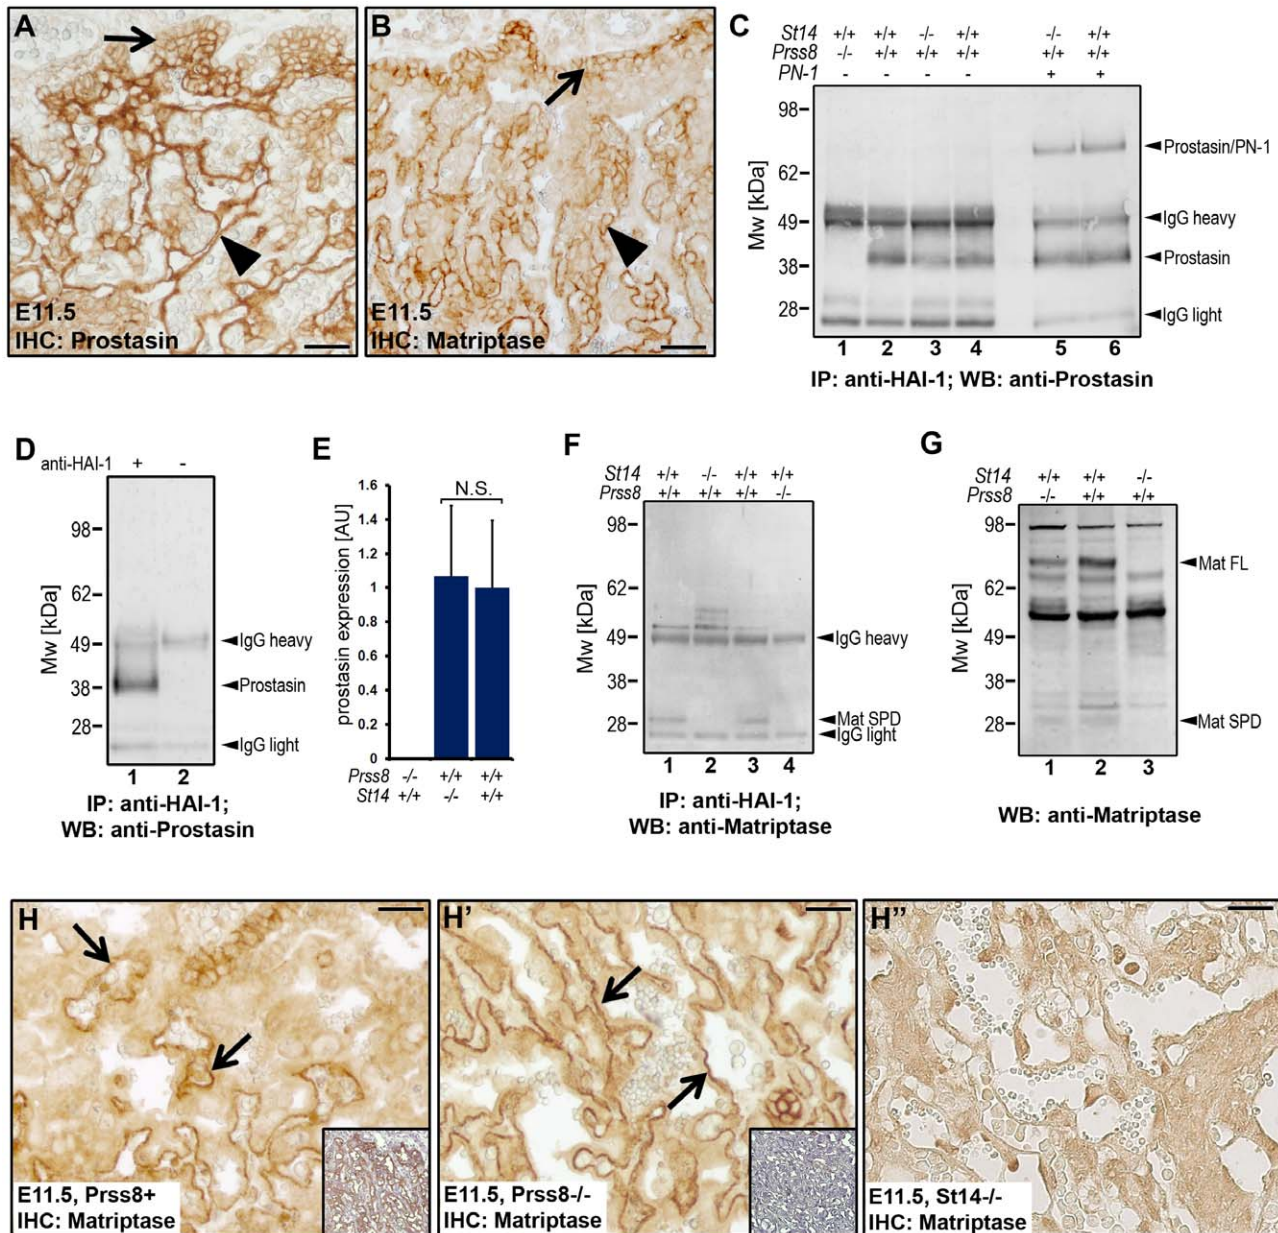 A
E11.5
IHC: Prostasin
B
E11.5
IHC: Matriptase
C
St14 +/+ +/+ -/- +/+ -/- +/+
Prss8 -/- +/+ +/+ +/+ +/+ +/+
PN-1 - - - - + +
Mw [kDa]
98
62
49
38
28
Prostasin/PN-1
IgG heavy
Prostasin
IgG light
1 2 3 4 5 6
IP: anti-HAI-1; WB: anti-Prostasin
D
anti-HAI-1 + -
Mw [kDa]
98
62
49
38
28
IgG heavy
Prostasin
IgG light
1 2
IP: anti-HAI-1;
WB: anti-Prostasin
E
prostasin expression [AU]
1.6
1.4
1.2
1
0.8
0.6
0.4
0.2
0
N.S.
Prss8 -/- +/+ +/+
St14 +/+ -/- +/+
F
St14 +/+ -/- +/+ +/+
Prss8 +/+ +/+ +/+ -/-
Mw [kDa]
98
62
49
38
28
IgG heavy
Mat SPD
IgG light
1 2 3 4
IP: anti-HAI-1;
WB: anti-Matriptase
G
St14 +/+ +/+ -/-
Prss8 -/- +/+ +/+
Mw [kDa]
98
62
49
38
28
Mat FL
Mat SPD
1 2 3
WB: anti-Matriptase
H
E11.5, Prss8+
IHC: Matriptase
H'
E11.5, Prss8-/-
IHC: Matriptase
H''
E11.5, St14-/-
IHC: Matriptase